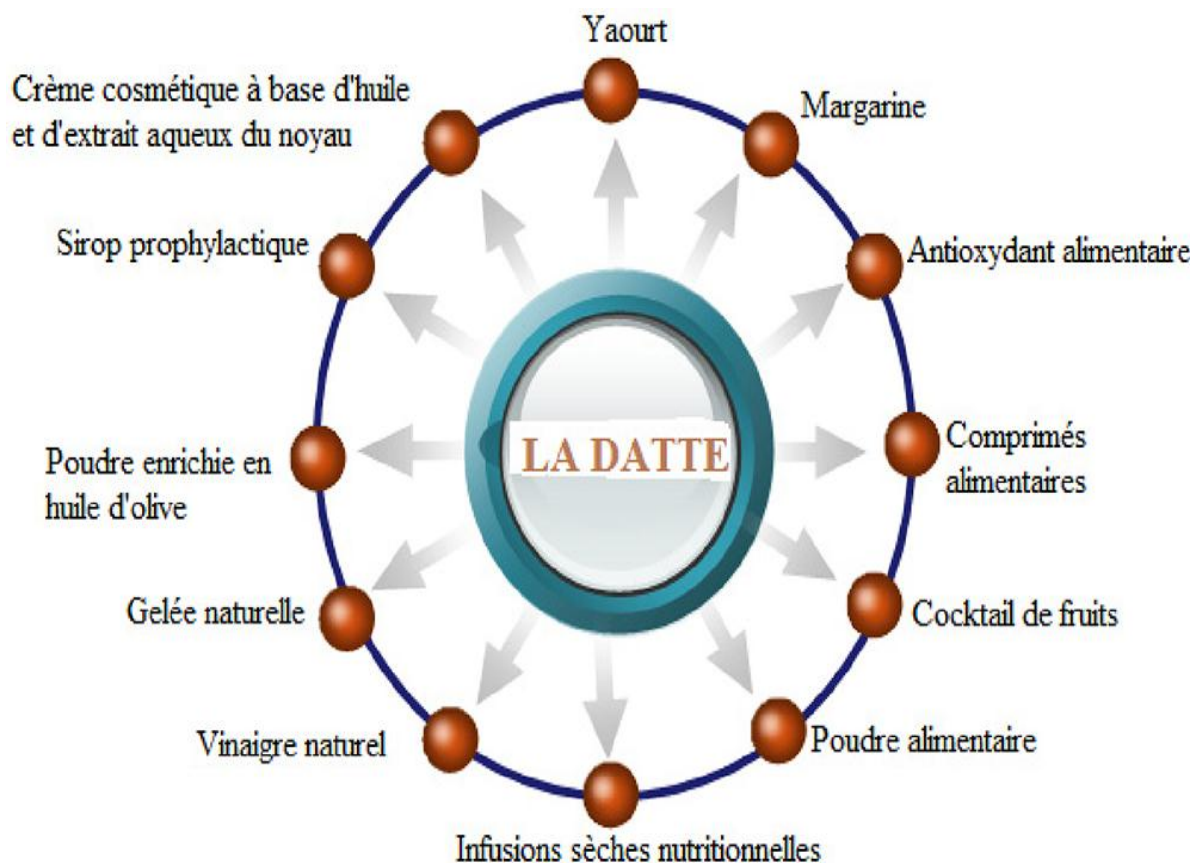 Yaourt
Crème cosmétique à base d'huile
et d'extrait aqueux du noyau
Margarine
Sirop prophylactique
Antioxydant alimentaire
LA DATTE
Comprimés
alimentaires
Poudre enrichie en
huile d'olive
Gelée naturelle
Cocktail de fruits
Vinaigre naturel
Poudre alimentaire
Infusions sèches nutritionnelles